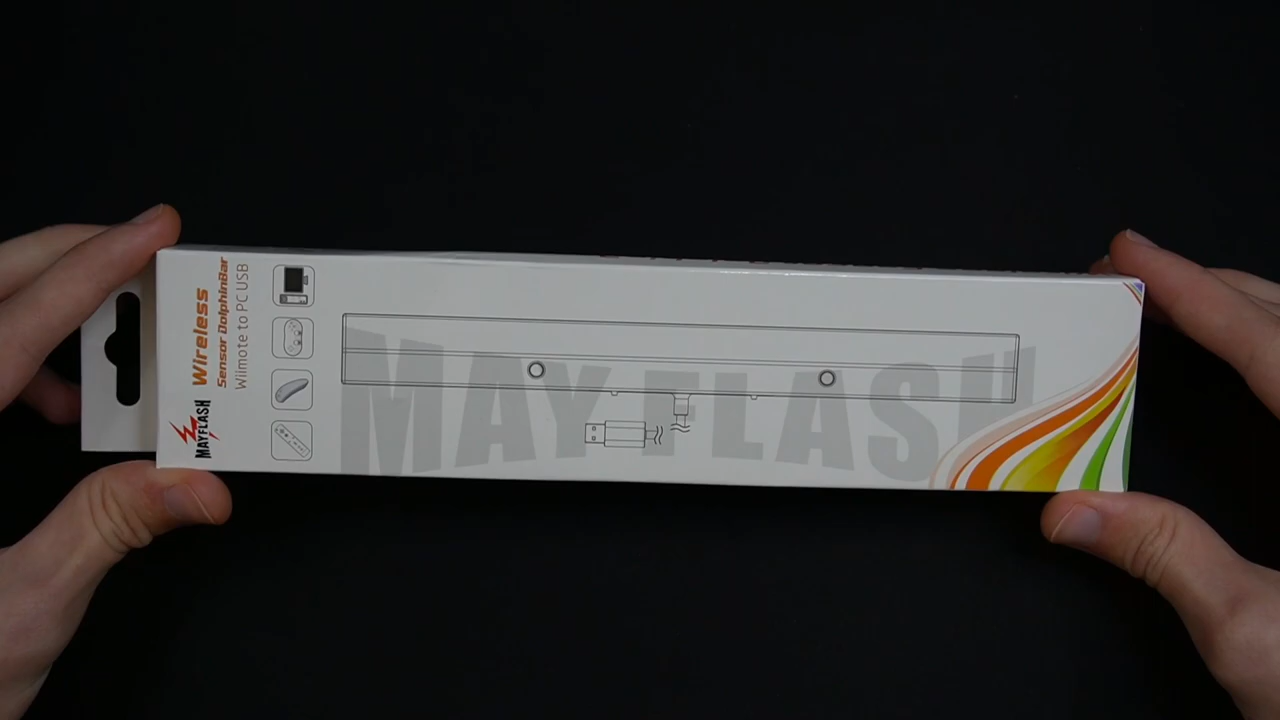 Wireless
Sensor DolphinBar
Wiimote to PC USB
MAYFLASH
MAYFLASH